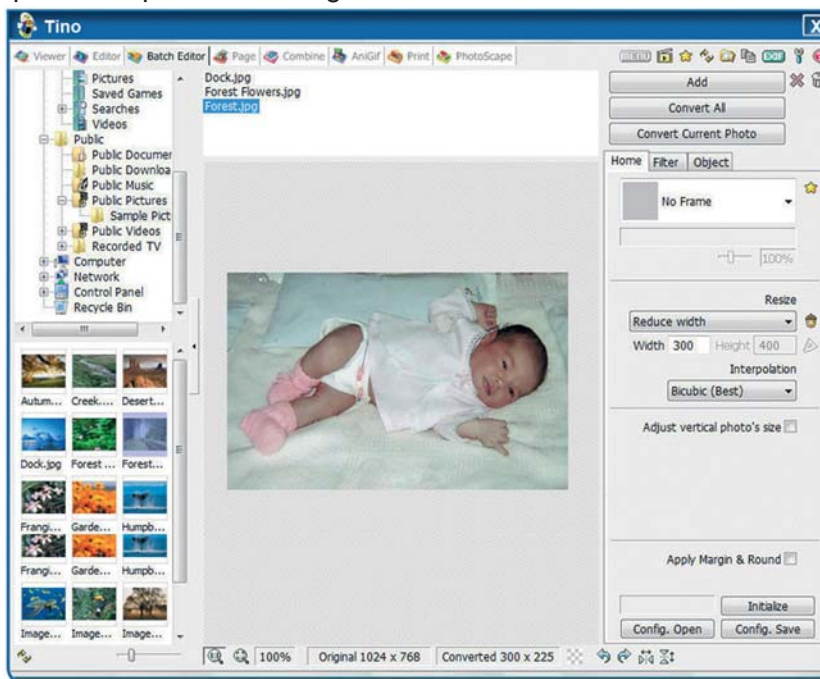 Tino
Viewer Editor Batch Editor Page Combine AniGif Print PhotoScape
MENU EXIF
Pictures
Saved Games
Searches
Videos
Public
Public Documer
Public Downloa
Public Music
Public Pictures
Sample Pict
Public Videos
Recorded TV
Computer
Network
Control Panel
Recycle Bin
Autum... Creek.... Desert...
Dock.jpg Forest ... Forest...
Frangi... Garde... Humpb...
Frangi... Garde... Humpb...
Image... Image... Image...
Dock.jpg
Forest Flowers.jpg
Forest.jpg
100% Original 1024 x 768 Converted 300 x 225
Add
Convert All
Convert Current Photo
Home Filter Object
No Frame
100%
Resize
Reduce width
Width 300 Height 400
Interpolation
Bicubic (Best)
Adjust vertical photo's size
Apply Margin & Round
Initialize
Config. Open Config. Save